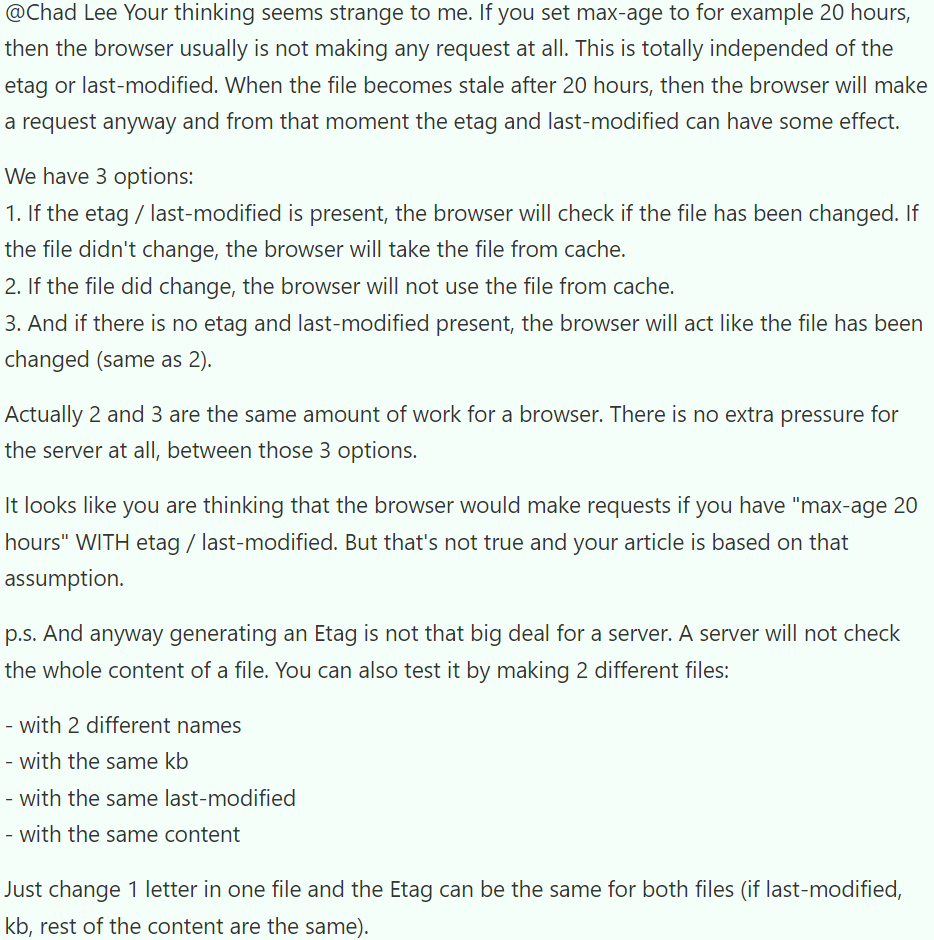 @Chad Lee Your thinking seems strange to me. If you set max-age to for example 20 hours,
then the browser usually is not making any request at all. This is totally independed of the
etag or last-modified. When the file becomes stale after 20 hours, then the browser will make
a request anyway and from that moment the etag and last-modified can have some effect.
We have 3 options:
1. If the etag / last-modified is present, the browser will check if the file has been changed. If
the file didn't change, the browser will take the file from cache.
2. If the file did change, the browser will not use the file from cache.
3. And if there is no etag and last-modified present, the browser will act like the file has been
changed (same as 2).
Actually 2 and 3 are the same amount of work for a browser. There is no extra pressure for
the server at all, between those 3 options.
It looks like you are thinking that the browser would make requests if you have "max-age 20
hours" WITH etag / last-modified. But that's not true and your article is based on that
assumption.
p.s. And anyway generating an Etag is not that big deal for a server. A server will not check
the whole content of a file. You can also test it by making 2 different files:
- with 2 different names
- with the same kb
- with the same last-modified
- with the same content
Just change 1 letter in one file and the Etag can be the same for both files (if last-modified,
kb, rest of the content are the same).